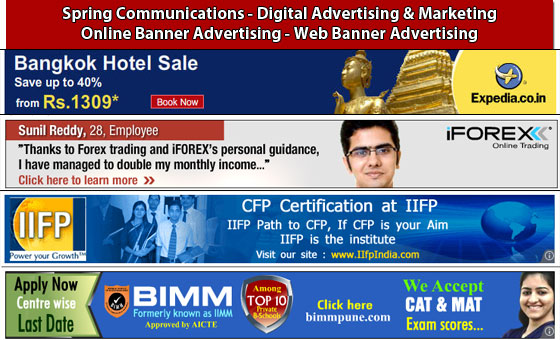 Spring Communications - Digital Advertising & Marketing
Online Banner Advertising - Web Banner Advertising
Bangkok Hotel Sale
Save up to 40%
from Rs.1309*
Book Now
Expedia.co.in
Sunil Reddy, 28, Employee
"Thanks to Forex trading and iFOREX's personal guidance,
I have managed to double my monthly income..."
Click here to learn more »
iFOREX
Online Trading
IIFP
Power your Growth™
CFP Certification at IIFP
IIFP Path to CFP, If CFP is your Aim
IIFP is the institute
Visit our site : www.IIfpIndia.com
Apply Now
Centre wise
Last Date
BIMM
Formerly known as IIMM
Approved by AICTE
Among
TOP 10
Private
B-Schools
Click here
bimmpune.com
We Accept
CAT & MAT
Exam scores...